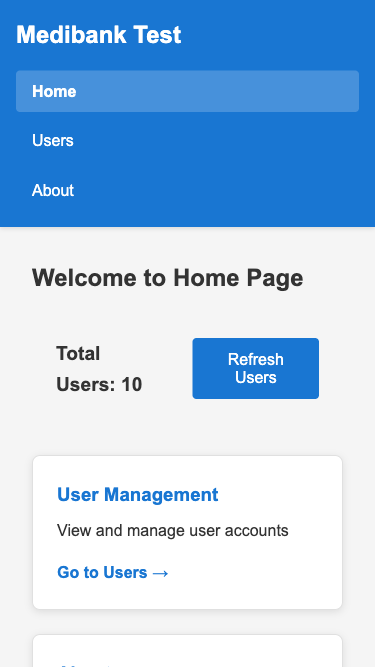 Medibank Test
Home
Users
About
Welcome to Home Page
Total
Users: 10
Refresh
Users
User Management
View and manage user accounts
Go to Users →